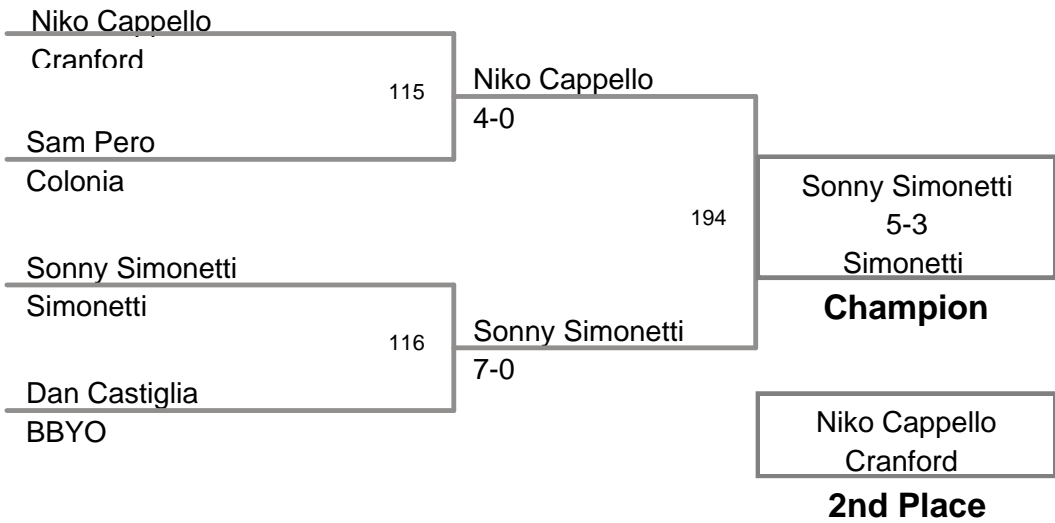 Niko Cappello
Cranford
115
Niko Cappello
4-0
Sam Pero
Colonia
Sonny Simonetti
5-3
Simonetti
Champion
194
Sonny Simonetti
Simonetti
116
Sonny Simonetti
7-0
Dan Castiglia
BBYO
Niko Cappello
Cranford
2nd Place